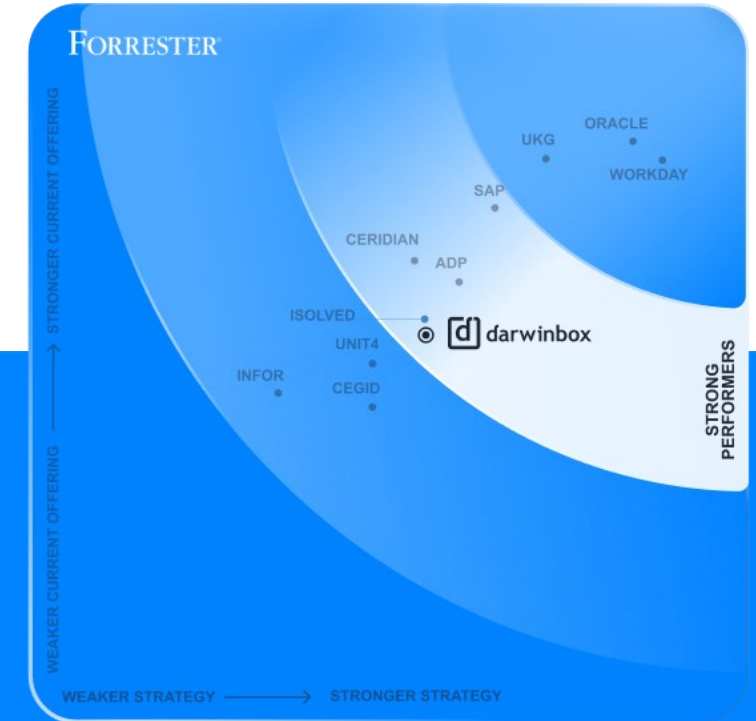 FORRESTER®
STRONGER CURRENT OFFERING
WEAKER CURRENT OFFERING
ORACLE
UKG
WORKDAY
SAP
CERIDIAN
ADP
ISOLVED
darwinbox
UNIT4
INFOR
CEGID
STRONG
PERFORMERS
WEAKER STRATEGY
STRONGER STRATEGY